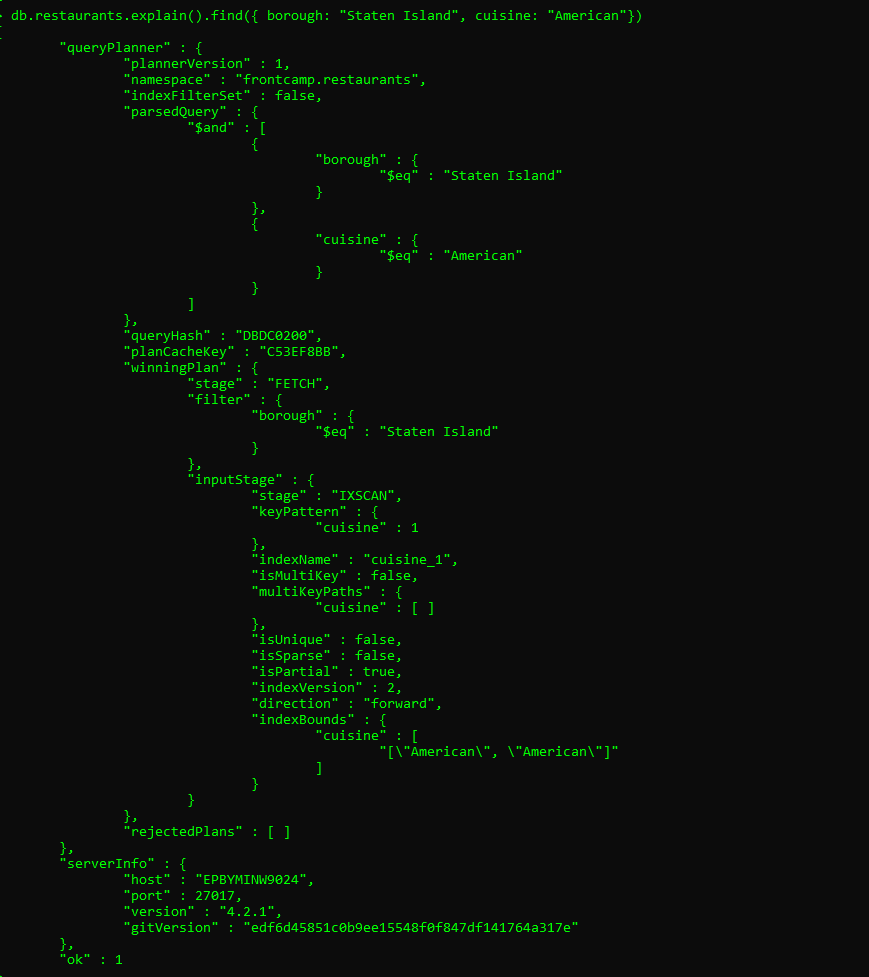 db.restaurants.explain().find({ borough: "Staten Island", cuisine: "American"})
"queryPlanner" : {
"plannerVersion" : 1,
"namespace" : "frontcamp.restaurants",
"indexFilterSet" : false,
"parsedQuery" : {
"$and" : [
{
"borough" : {
"$eq" : "Staten Island"
}
},
{
"cuisine" : {
"$eq" : "American"
}
}
]
},
"queryHash" : "DBDC0200",
"planCacheKey" : "C53EF8BB",
"winningPlan" : {
"stage" : "FETCH",
"filter" : {
"borough" : {
"$eq" : "Staten Island"
}
},
"inputStage" : {
"stage" : "IXSCAN",
"keyPattern" : {
"cuisine" : 1
},
"indexName" : "cuisine_1",
"isMultiKey" : false,
"multiKeyPaths" : {
"cuisine" : [ ]
},
"isUnique" : false,
"isSparse" : false,
"isPartial" : true,
"indexVersion" : 2,
"direction" : "forward",
"indexBounds" : {
"cuisine" : [
"[\"American\", \"American\"]"
]
}
}
},
"rejectedPlans" : [ ]
},
"serverInfo" : {
"host" : "EPBYMINW9024",
"port" : 27017,
"version" : "4.2.1",
"gitVersion" : "edf6d45851c0b9ee15548f0f847df141764a317e"
},
"ok" : 1